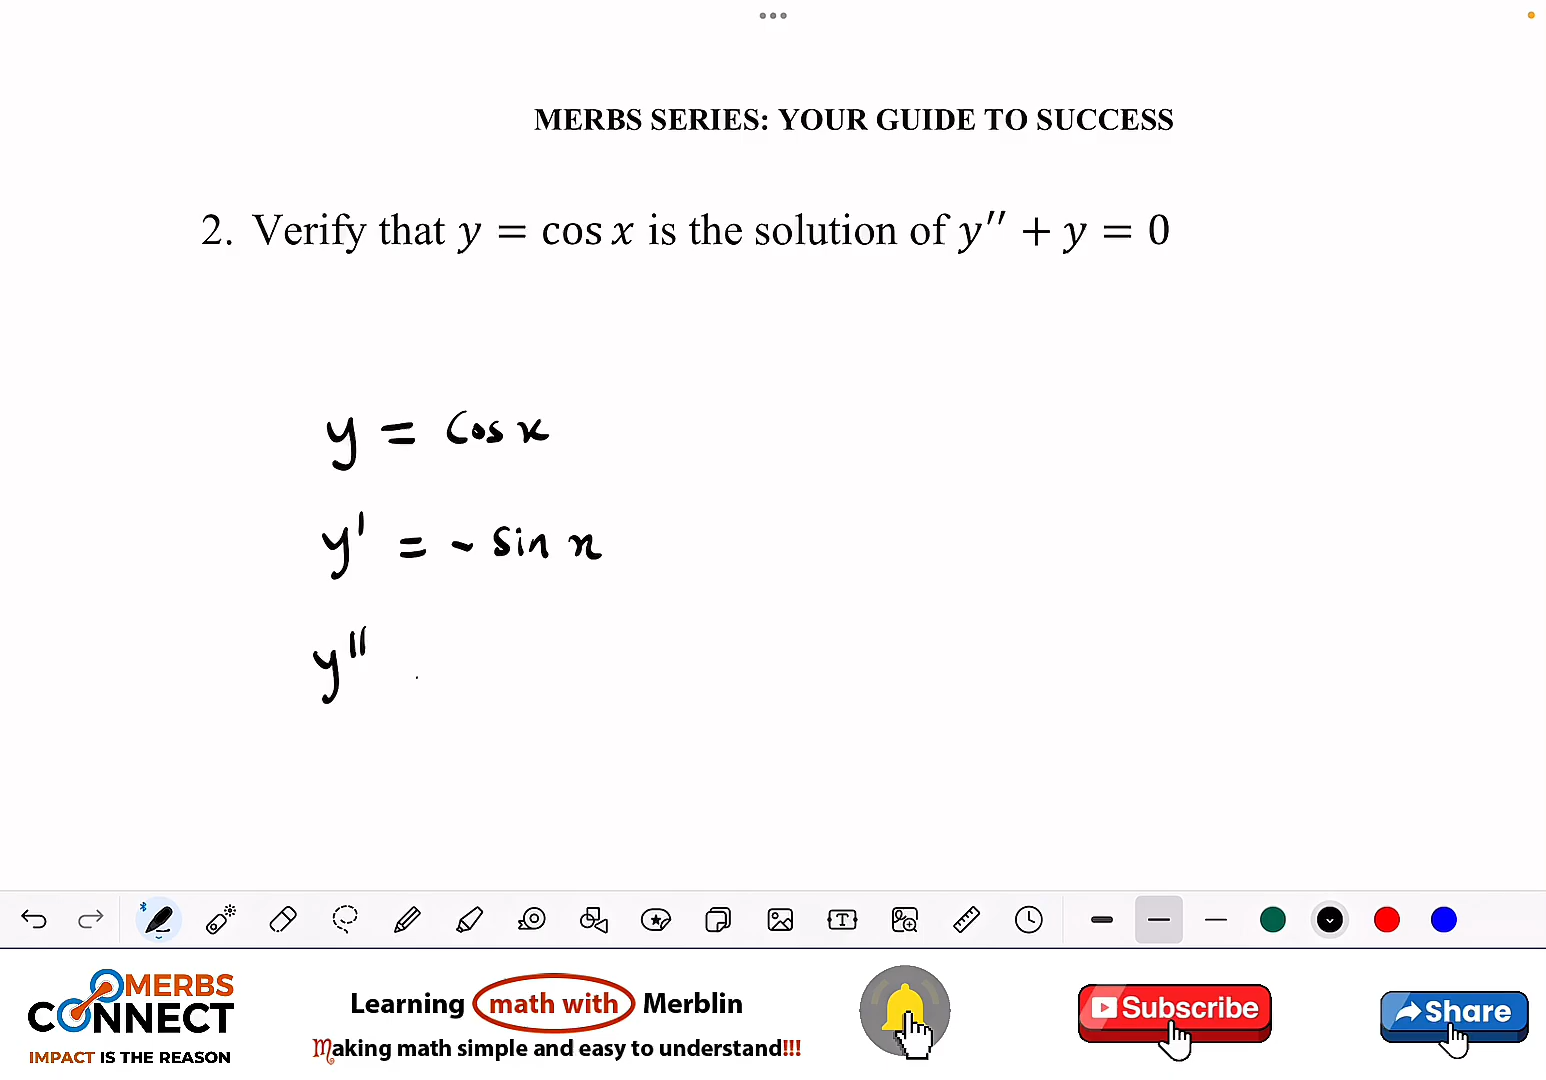 MERBS SERIES: YOUR GUIDE TO SUCCESS
2. Verify that y = cos x is the solution of y'' + y = 0
y = Cos x
y' = - Sin x
y''
MERBS
CONNECT
IMPACT IS THE REASON
Learning math with Merblin
Making math simple and easy to understand!!!
Subscribe
Share